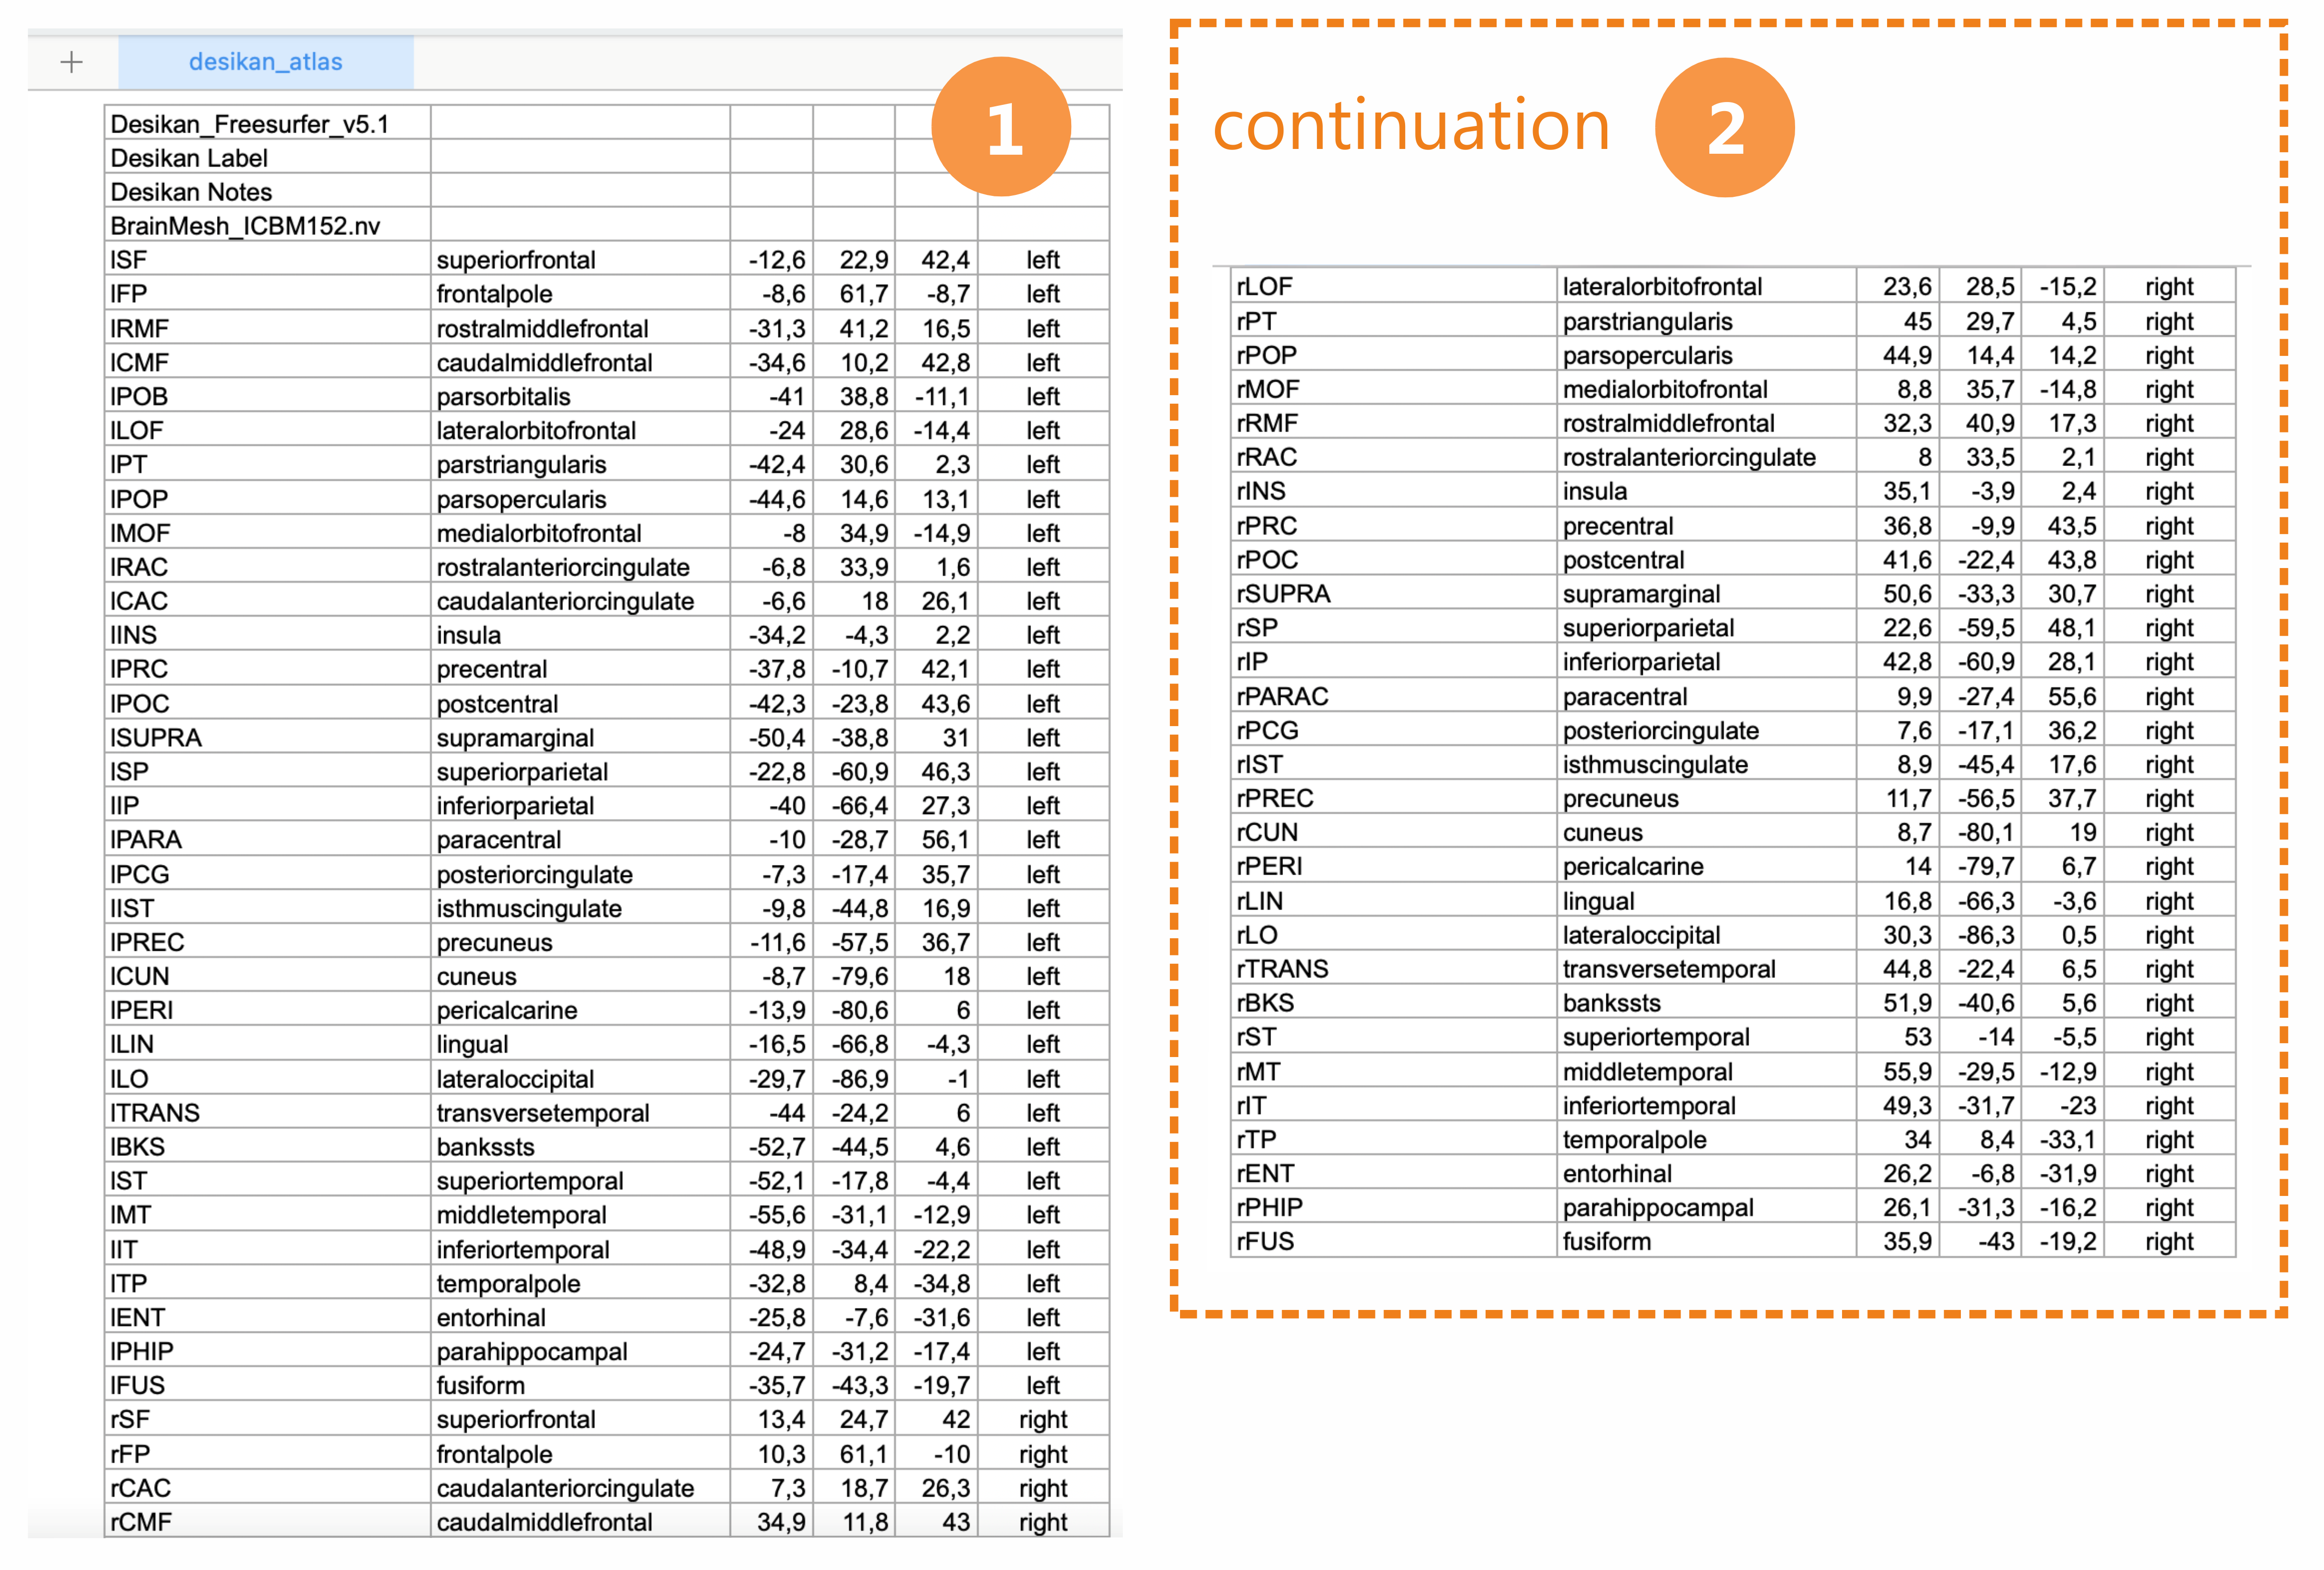 desikan_atlas
1
Desikan_Freesurfer_v5.1
Desikan Label
Desikan Notes
BrainMesh_ICBM152.nv
lSF superiorfrontal -12,6 22,9 42,4 left
lFP frontalpole -8,6 61,7 -8,7 left
lRMF rostralmiddlefrontal -31,3 41,2 16,5 left
lCMF caudalmiddlefrontal -34,6 10,2 42,8 left
lPOB parsorbitalis -41 38,8 -11,1 left
lLOF lateralorbitofrontal -24 28,6 -14,4 left
lPT parstriangularis -42,4 30,6 2,3 left
lPOP parsopercularis -44,6 14,6 13,1 left
lMOF medialorbitofrontal -8 34,9 -14,9 left
lRAC rostralanteriorcingulate -6,8 33,9 1,6 left
lCAC caudalanteriorcingulate -6,6 18 26,1 left
lINS insula -34,2 -4,3 2,2 left
lPRC precentral -37,8 -10,7 42,1 left
lPOC postcentral -42,3 -23,8 43,6 left
lSUPRA supramarginal -50,4 -38,8 31 left
lSP superiorparietal -22,8 -60,9 46,3 left
lIP inferiorparietal -40 -66,4 27,3 left
lPARA paracentral -10 -28,7 56,1 left
lPCG posteriorcingulate -7,3 -17,4 35,7 left
lIST isthmuscingulate -9,8 -44,8 16,9 left
lPREC precuneus -11,6 -57,5 36,7 left
lCUN cuneus -8,7 -79,6 18 left
lPERI pericalcarine -13,9 -80,6 6 left
lLIN lingual -16,5 -66,8 -4,3 left
lLO lateraloccipital -29,7 -86,9 -1 left
lTRANS transversetemporal -44 -24,2 6 left
lBKS bankssts -52,7 -44,5 4,6 left
lST superiortemporal -52,1 -17,8 -4,4 left
lMT middletemporal -55,6 -31,1 -12,9 left
lIT inferiortemporal -48,9 -34,4 -22,2 left
lTP temporalpole -32,8 8,4 -34,8 left
lENT entorhinal -25,8 -7,6 -31,6 left
lPHIP parahippocampal -24,7 -31,2 -17,4 left
lFUS fusiform -35,7 -43,3 -19,7 left
rSF superiorfrontal 13,4 24,7 42 right
rFP frontalpole 10,3 61,1 -10 right
rCAC caudalanteriorcingulate 7,3 18,7 26,3 right
rCMF caudalmiddlefrontal 34,9 11,8 43 right
continuation 2
rLOF lateralorbitofrontal 23,6 28,5 -15,2 right
rPT parstriangularis 45 29,7 4,5 right
rPOP parsopercularis 44,9 14,4 14,2 right
rMOF medialorbitofrontal 8,8 35,7 -14,8 right
rRMF rostralmiddlefrontal 32,3 40,9 17,3 right
rRAC rostralanteriorcingulate 8 33,5 2,1 right
rINS insula 35,1 -3,9 2,4 right
rPRC precentral 36,8 -9,9 43,5 right
rPOC postcentral 41,6 -22,4 43,8 right
rSUPRA supramarginal 50,6 -33,3 30,7 right
rSP superiorparietal 22,6 -59,5 48,1 right
rIP inferiorparietal 42,8 -60,9 28,1 right
rPARAC paracentral 9,9 -27,4 55,6 right
rPCG posteriorcingulate 7,6 -17,1 36,2 right
rIST isthmuscingulate 8,9 -45,4 17,6 right
rPREC precuneus 11,7 -56,5 37,7 right
rCUN cuneus 8,7 -80,1 19 right
rPERI pericalcarine 14 -79,7 6,7 right
rLIN lingual 16,8 -66,3 -3,6 right
rLO lateraloccipital 30,3 -86,3 0,5 right
rTRANS transversetemporal 44,8 -22,4 6,5 right
rBKS bankssts 51,9 -40,6 5,6 right
rST superiortemporal 53 -14 -5,5 right
rMT middletemporal 55,9 -29,5 -12,9 right
rIT inferiortemporal 49,3 -31,7 -23 right
rTP temporalpole 34 8,4 -33,1 right
rENT entorhinal 26,2 -6,8 -31,9 right
rPHIP parahippocampal 26,1 -31,3 -16,2 right
rFUS fusiform 35,9 -43 -19,2 right